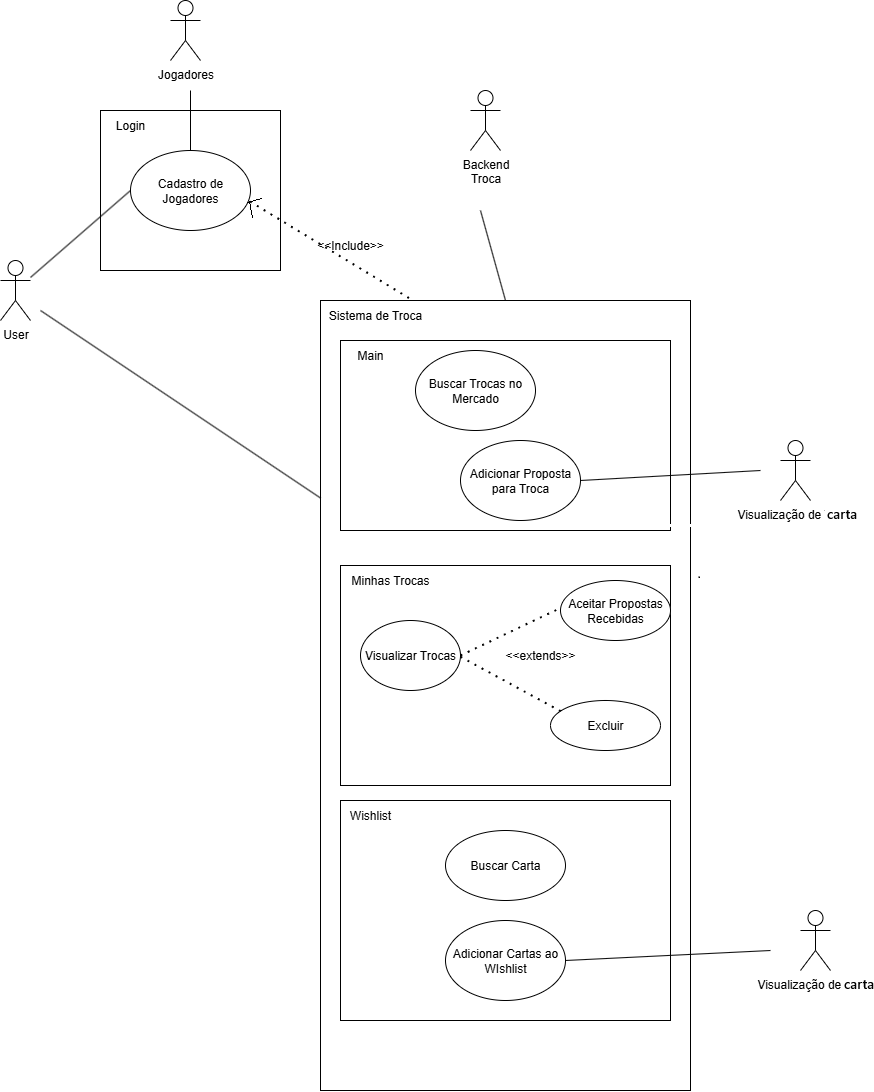 Jogadores
Login
Cadastro de
Jogadores
Backend
Troca
<<Include>>
User
Sistema de Troca
Main
Buscar Trocas no
Mercado
Adicionar Proposta
para Troca
Visualização de carta
Minhas Trocas
Aceitar Propostas
Recebidas
Visualizar Trocas
<<extends>>
Excluir
Wishlist
Buscar Carta
Adicionar Cartas ao
WIshlist
Visualização de carta